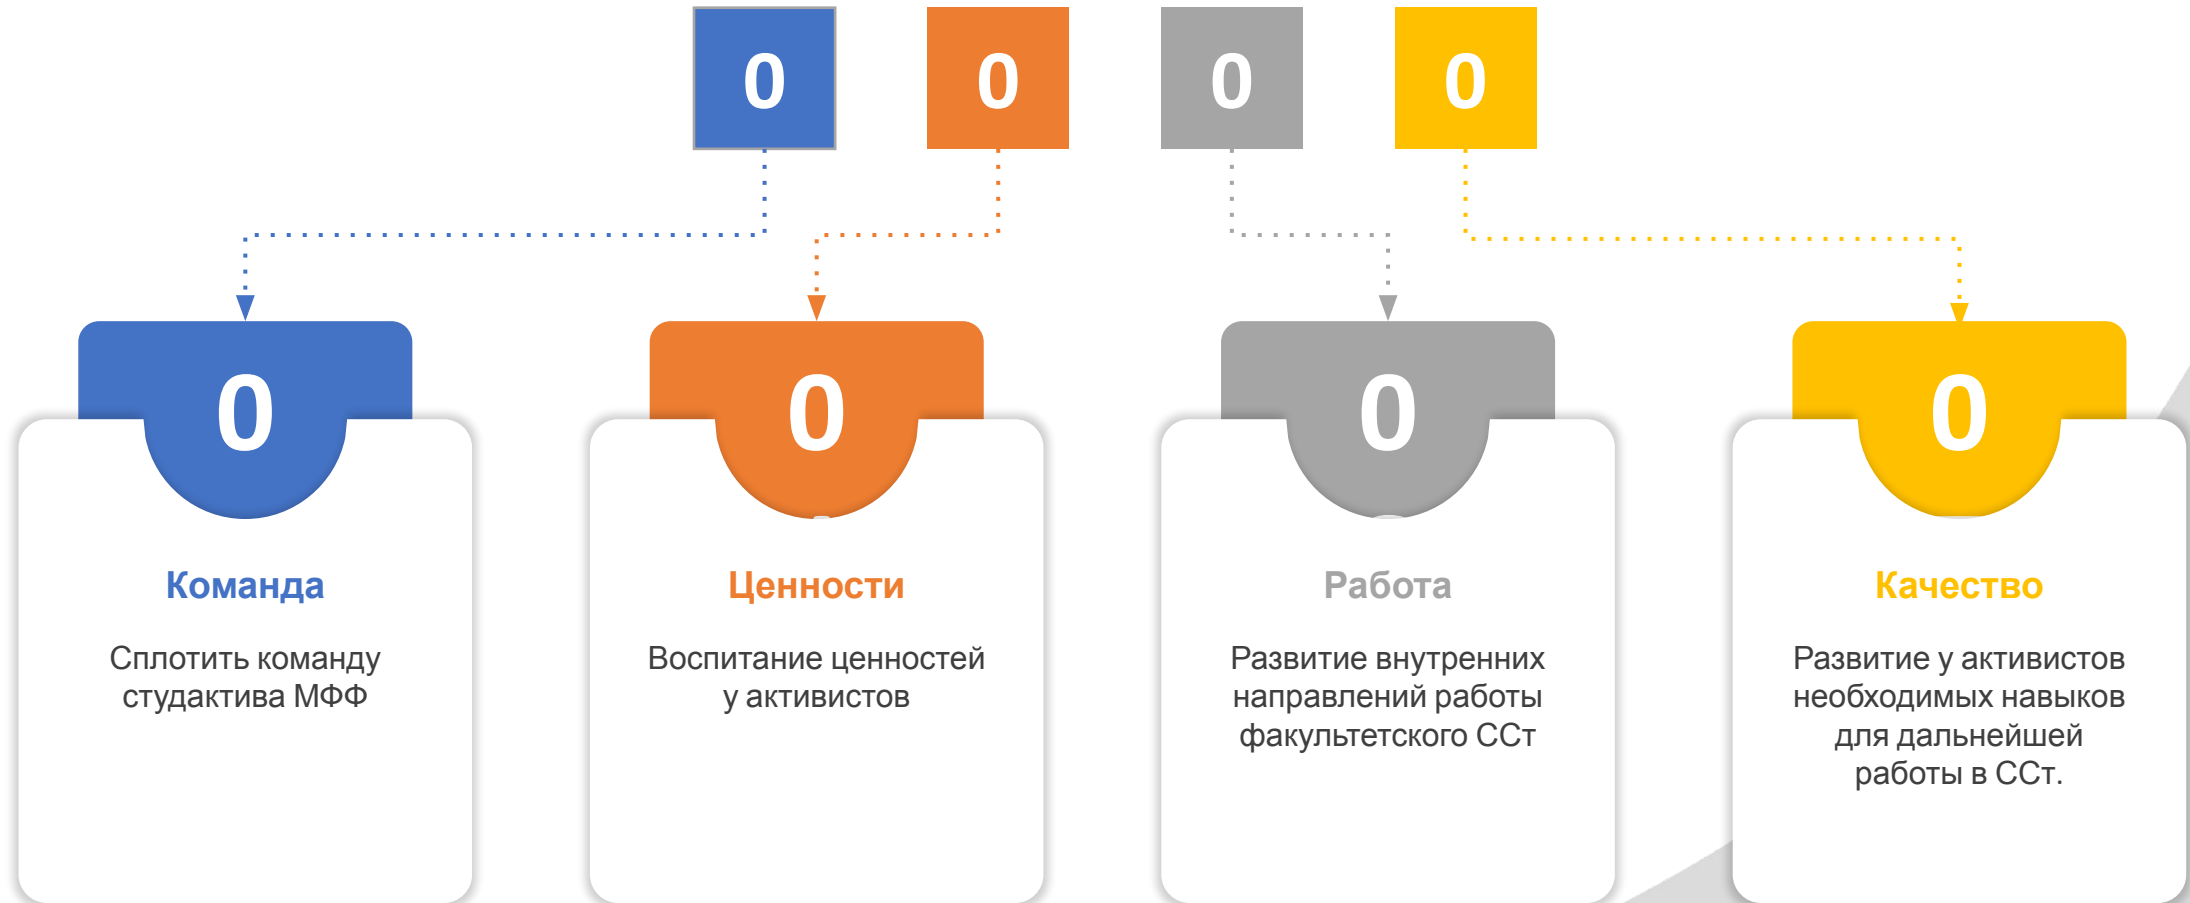 0 0 0 0
0 0 0 0
Команда
Сплотить команду
студактива МФФ
Ценности
Воспитание ценностей
у активистов
Работа
Развитие внутренних
направлений работы
факультетского ССт
Качество
Развитие у активистов
необходимых навыков
для дальнейшей
работы в ССт.